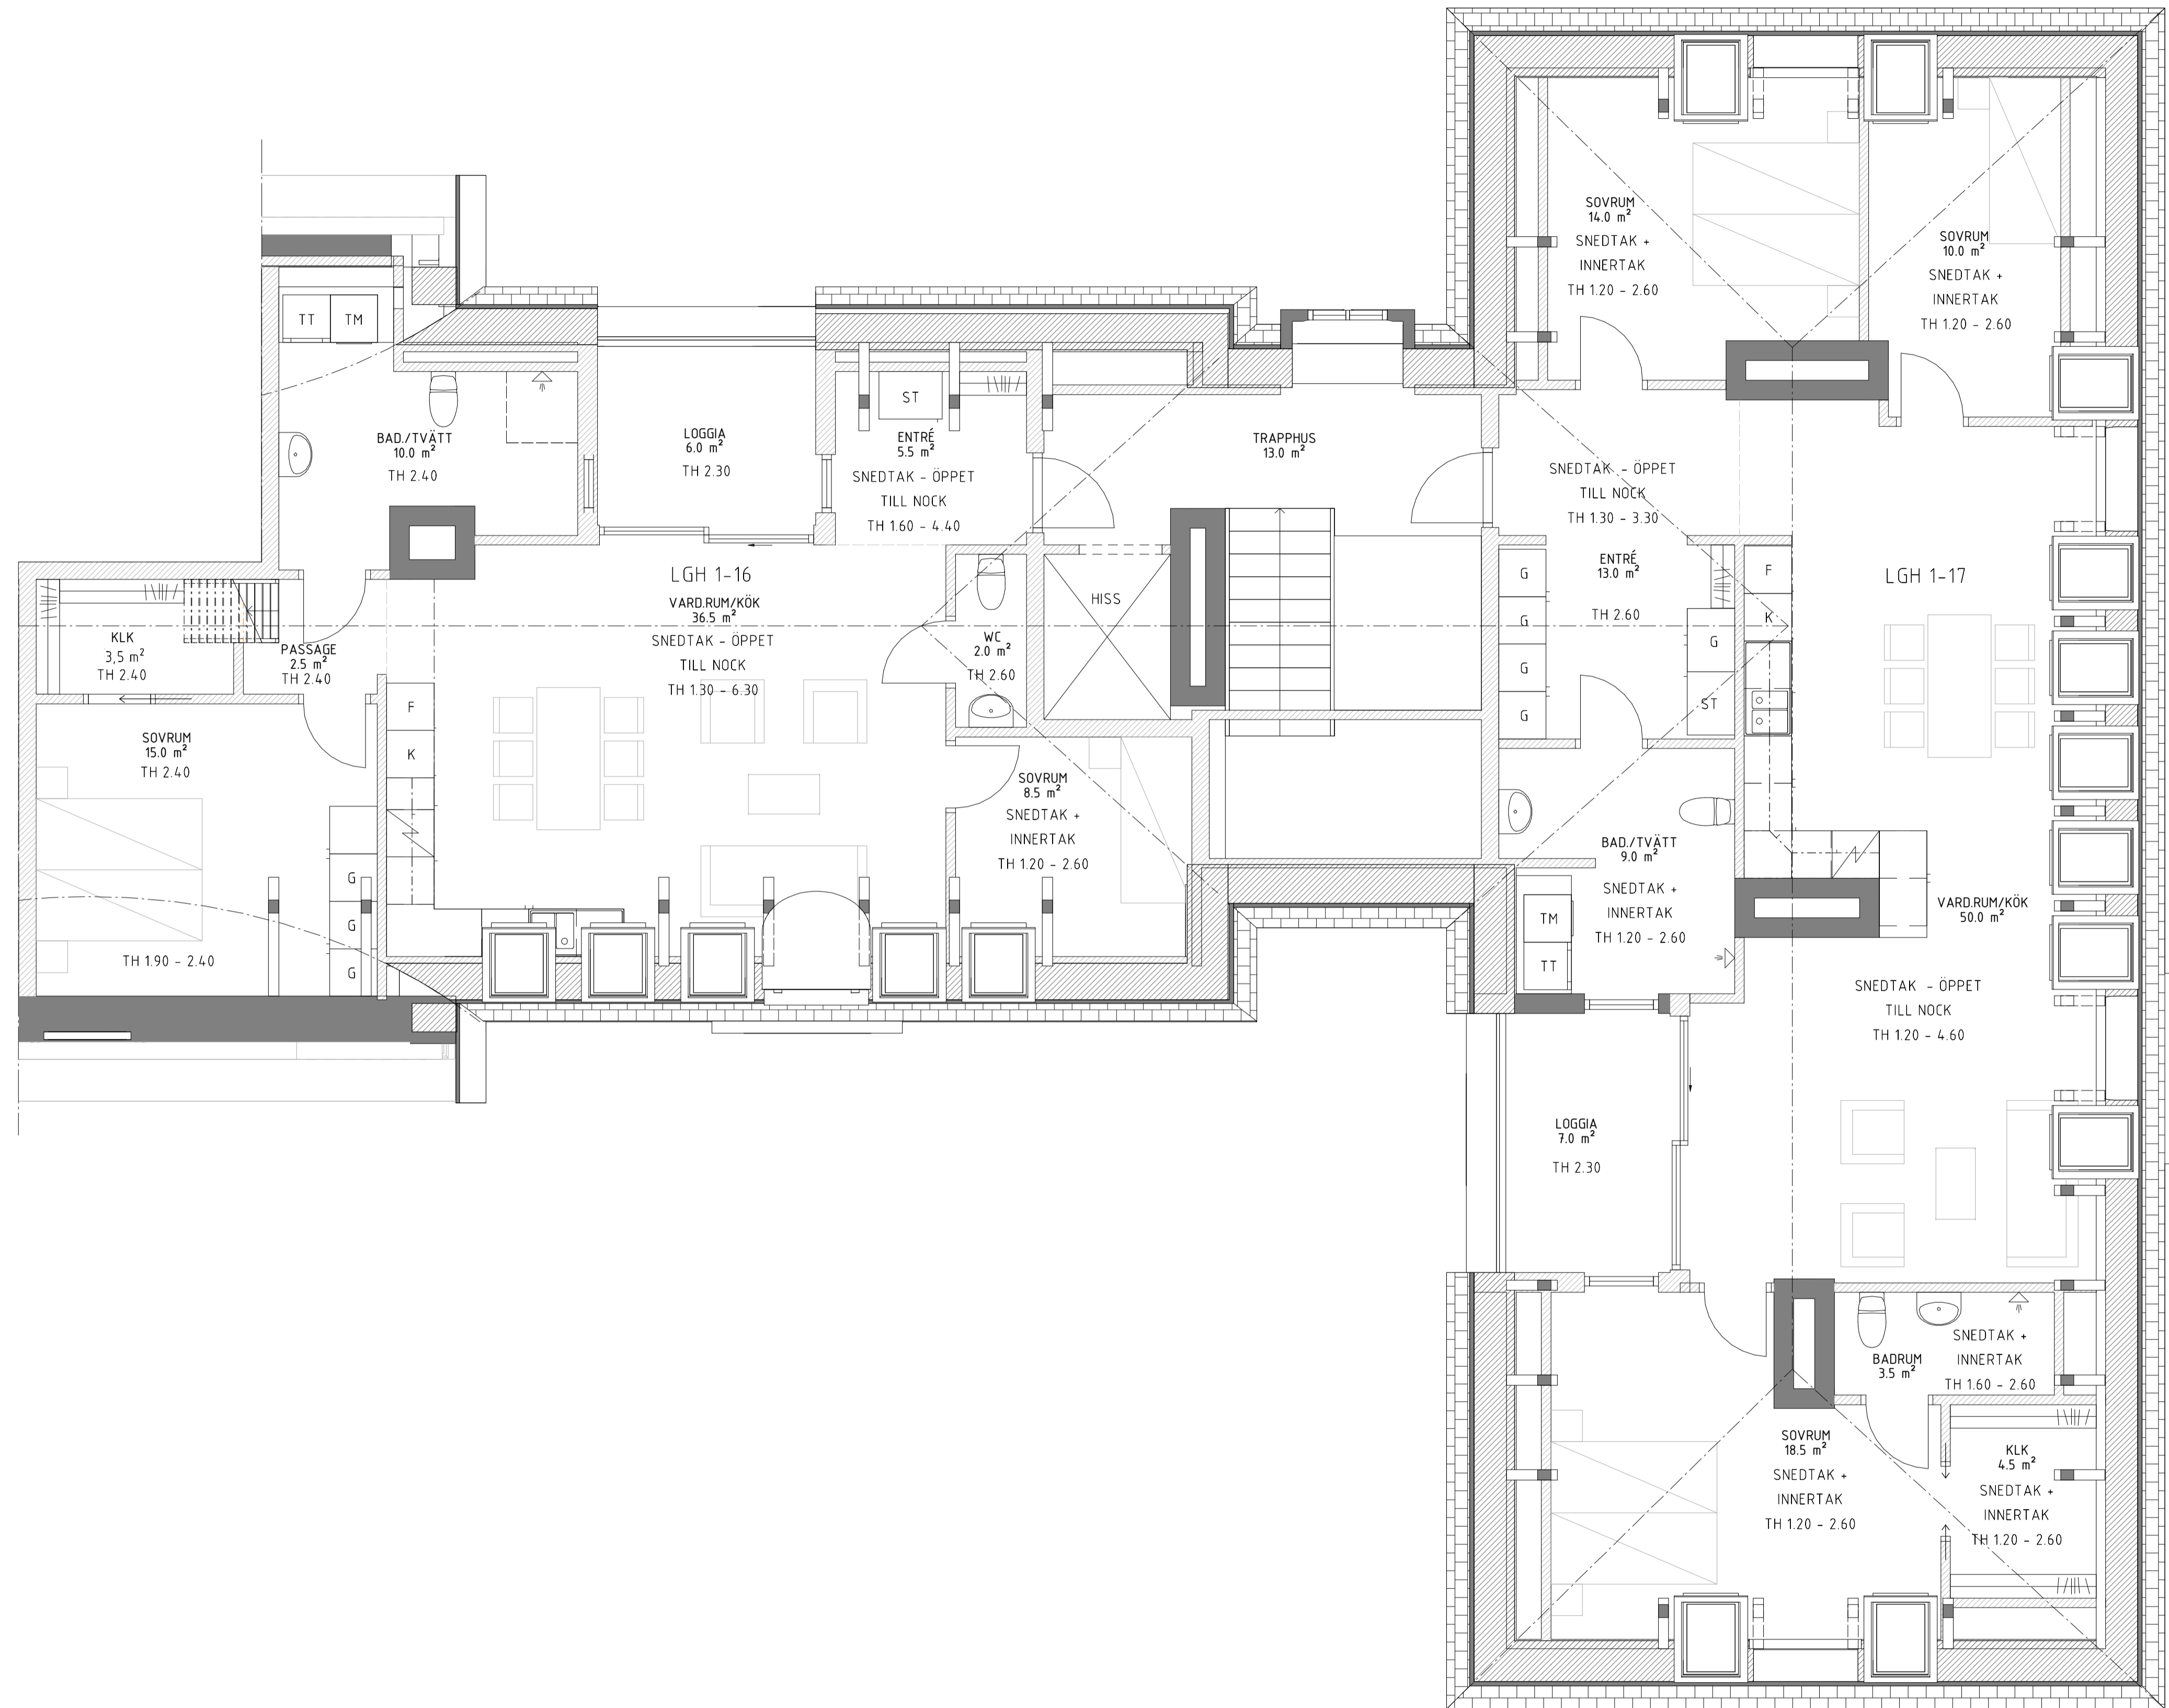 TT
TM
BAD./TVÄTT
10.0 m²
TH 2.40
LOGGIA
6.0 m²
TH 2.30
ST
ENTRÉ
5.5 m²
SNEDTAK - ÖPPET
TILL NOCK
TH 1.60 - 4.40
TRAPPHUS
13.0 m²
HISS
LGH 1-16
VARD.RUM/KÖK
36.5 m²
SNEDTAK - ÖPPET
TILL NOCK
TH 1.30 - 6.30
WC
2.0 m²
TH 2.60
KLK
3,5 m²
TH 2.40
PASSAGE
2.5 m²
TH 2.40
SOVRUM
15.0 m²
TH 2.40
TH 1.90 - 2.40
F
K
G
G
G
SOVRUM
8.5 m²
SNEDTAK +
INNERTAK
TH 1.20 - 2.60
SOVRUM
14.0 m²
SNEDTAK +
INNERTAK
TH 1.20 - 2.60
SOVRUM
10.0 m²
SNEDTAK +
INNERTAK
TH 1.20 - 2.60
SNEDTAK - ÖPPET
TILL NOCK
TH 1.30 - 3.30
ENTRÉ
13.0 m²
TH 2.60
G
G
G
G
G
ST
F
K
LGH 1-17
BAD./TVÄTT
9.0 m²
SNEDTAK +
INNERTAK
TH 1.20 - 2.60
TM
TT
VARD.RUM/KÖK
50.0 m²
SNEDTAK - ÖPPET
TILL NOCK
TH 1.20 - 4.60
LOGGIA
7.0 m²
TH 2.30
BADRUM
3.5 m²
SNEDTAK +
INNERTAK
TH 1.60 - 2.60
SOVRUM
18.5 m²
SNEDTAK +
INNERTAK
TH 1.20 - 2.60
KLK
4.5 m²
SNEDTAK +
INNERTAK
TH 1.20 - 2.60